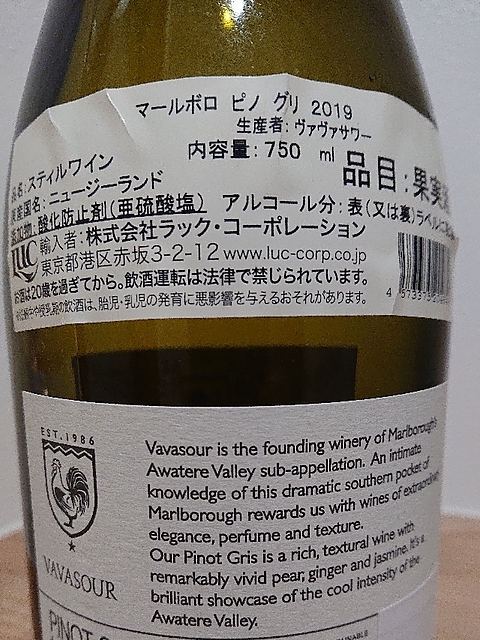 マールボロ ピノ グリ 2019
生産者:ヴァヴァサワー
内容量:750 ml
品目:果実
品名:スティルワイン
原産国名:ニュージーランド
添加物:酸化防止剤(亜硫酸塩) アルコール分:表(又は裏)ラベルに
輸入者:株式会社ラック・コーポレーション
LUC
東京都港区赤坂3-2-12 www.luc-corp.co.jp
お酒は20歳を過ぎてから。飲酒運転は法律で禁じられています。
の飲酒は、胎児・乳児の発育に悪影響を与えるおそれがあります。
EST.1986
VAVASOUR
Vavasour is the founding winery of Marlborough's
Awatere Valley sub-appellation. An intimate
knowledge of this dramatic southern pocket of
Marlborough rewards us with wines of extraordinary
elegance, perfume and texture.
Our Pinot Gris is a rich, textural wine with
remarkably vivid pear, ginger and jasmine. It's a
brilliant showcase of the cool intensity of the
Awatere Valley.
PINOT